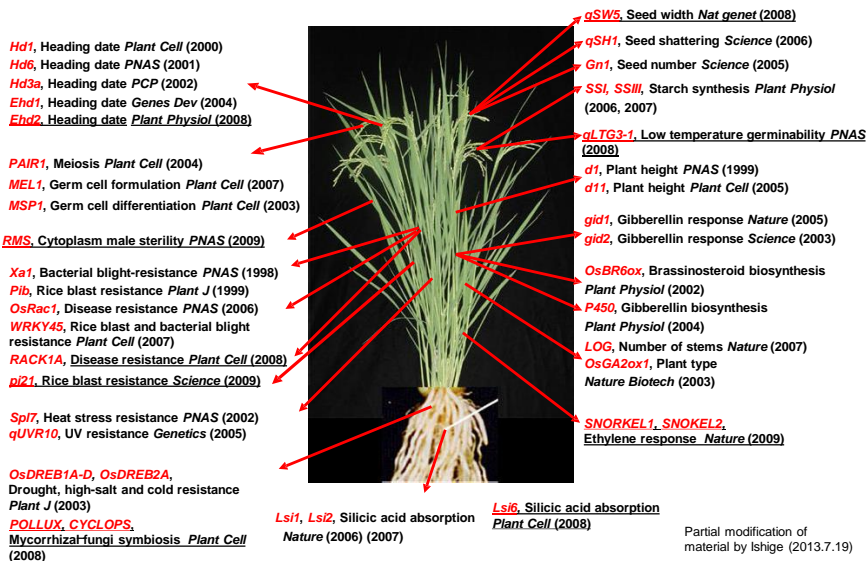 Hd1, Heading date Plant Cell (2000)
Hd6, Heading date PNAS (2001)
Hd3a, Heading date PCP (2002)
Ehd1, Heading date Genes Dev (2004)
Ehd2, Heading date Plant Physiol (2008)
PAIR1, Meiosis Plant Cell (2004)
MEL1, Germ cell formulation Plant Cell (2007)
MSP1, Germ cell differentiation Plant Cell (2003)
RMS, Cytoplasm male sterility PNAS (2009)
Xa1, Bacterial blight-resistance PNAS (1998)
Pib, Rice blast resistance Plant J (1999)
OsRac1, Disease resistance PNAS (2006)
WRKY45, Rice blast and bacterial blight
resistance Plant Cell (2007)
RACK1A, Disease resistance Plant Cell (2008)
pi21, Rice blast resistance Science (2009)
Spl7, Heat stress resistance PNAS (2002)
qUVR10, UV resistance Genetics (2005)
OsDREB1A-D, OsDREB2A,
Drought, high-salt and cold resistance
Plant J (2003)
POLLUX, CYCLOPS,
Mycorrhizal-fungi symbiosis Plant Cell
(2008)
Lsi1, Lsi2, Silicic acid absorption
Nature (2006) (2007)
Lsi6, Silicic acid absorption
Plant Cell (2008)
qSW5, Seed width Nat genet (2008)
qSH1, Seed shattering Science (2006)
Gn1, Seed number Science (2005)
SSI, SSIII, Starch synthesis Plant Physiol
(2006, 2007)
qLTG3-1, Low temperature germinability PNAS
(2008)
d1, Plant height PNAS (1999)
d11, Plant height Plant Cell (2005)
gid1, Gibberellin response Nature (2005)
gid2, Gibberellin response Science (2003)
OsBR6ox, Brassinosteroid biosynthesis
Plant Physiol (2002)
P450, Gibberellin biosynthesis
Plant Physiol (2004)
LOG, Number of stems Nature (2007)
OsGA2ox1, Plant type
Nature Biotech (2003)
SNORKEL1, SNOKEL2,
Ethylene response Nature (2009)
Partial modification of
material by Ishige (2013.7.19)